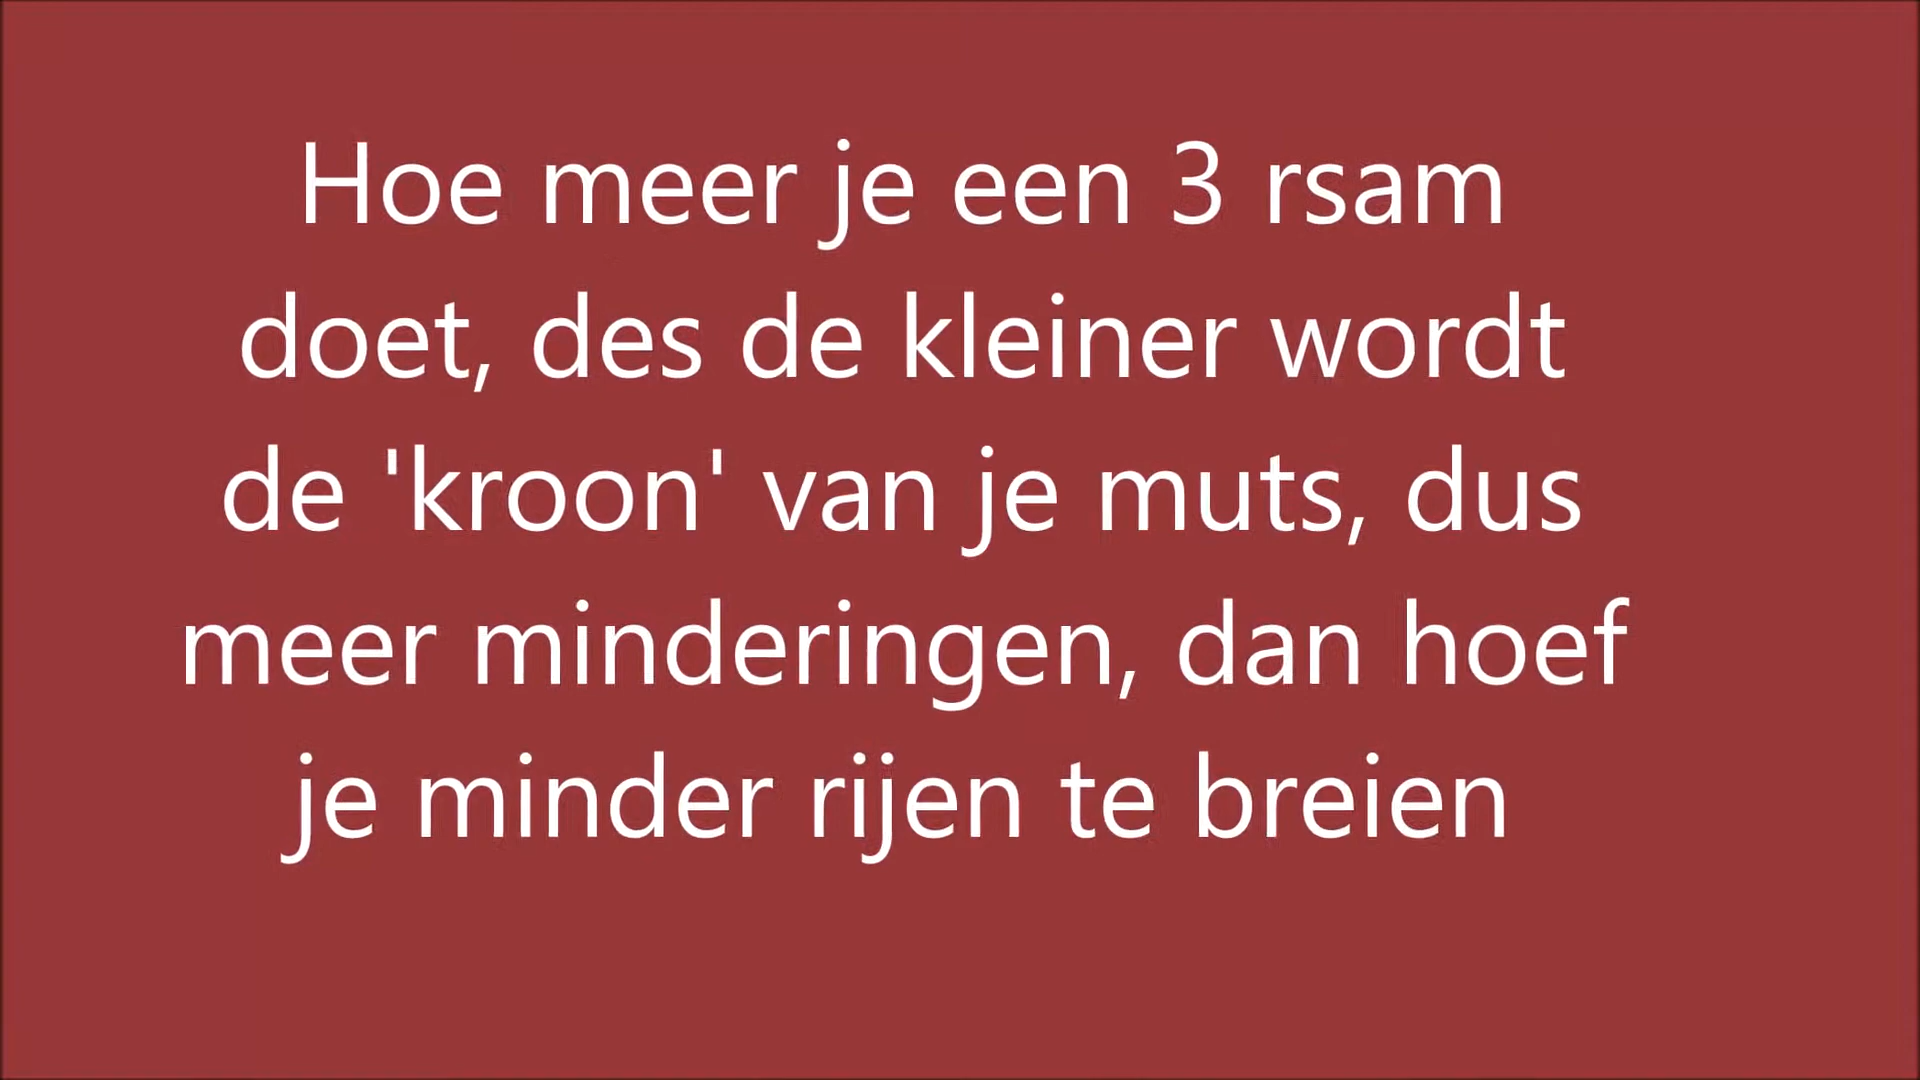 Hoe meer je een 3 rsam
doet, des de kleiner wordt
de 'kroon' van je muts, dus
meer minderingen, dan hoef
je minder rijen te breien